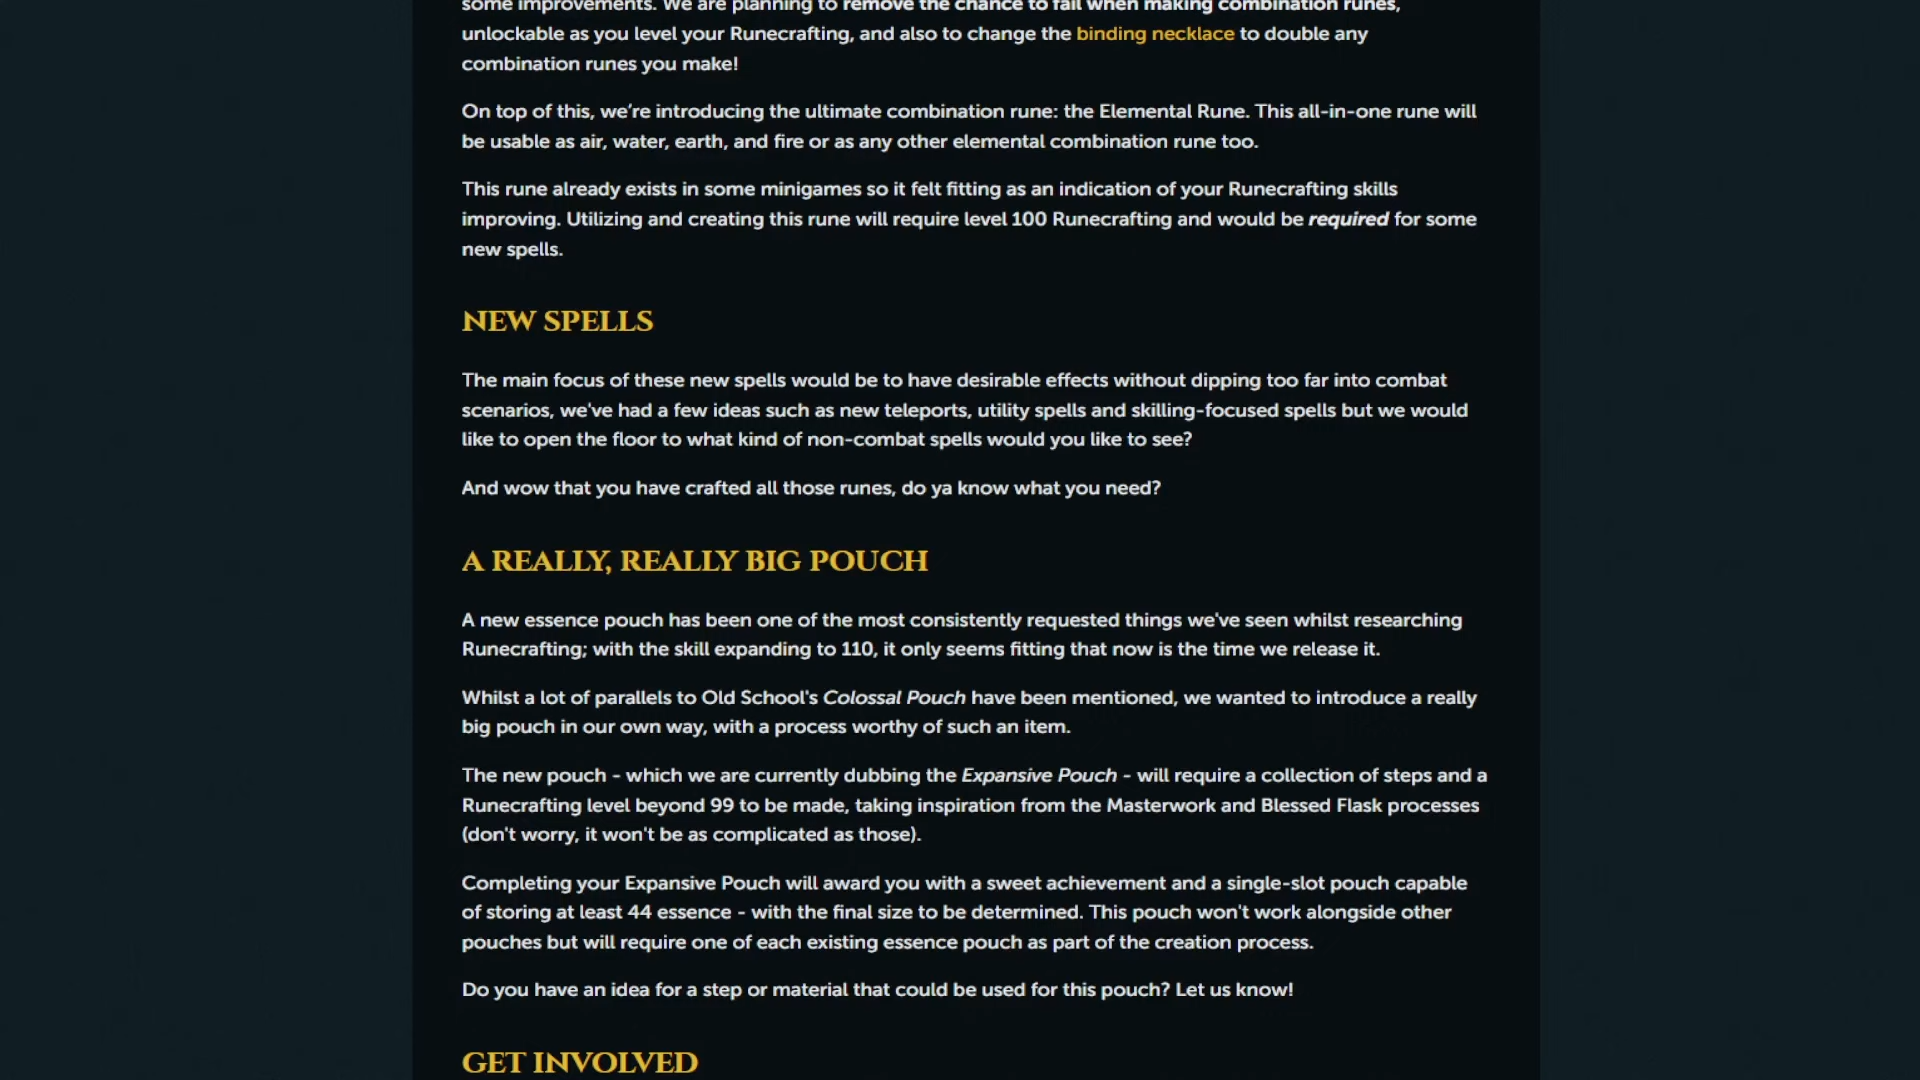 some improvements. We are planning to remove the chance to fail when making combination runes,
unlockable as you level your Runecrafting, and also to change the binding necklace to double any
combination runes you make!
On top of this, we're introducing the ultimate combination rune: the Elemental Rune. This all-in-one rune will
be usable as air, water, earth, and fire or as any other elemental combination rune too.
This rune already exists in some minigames so it felt fitting as an indication of your Runecrafting skills
improving. Utilizing and creating this rune will require level 100 Runecrafting and would be required for some
new spells.
NEW SPELLS
The main focus of these new spells would be to have desirable effects without dipping too far into combat
scenarios, we've had a few ideas such as new teleports, utility spells and skilling-focused spells but we would
like to open the floor to what kind of non-combat spells would you like to see?
And wow that you have crafted all those runes, do ya know what you need?
A REALLY, REALLY BIG POUCH
A new essence pouch has been one of the most consistently requested things we've seen whilst researching
Runecrafting; with the skill expanding to 110, it only seems fitting that now is the time we release it.
Whilst a lot of parallels to Old School's Colossal Pouch have been mentioned, we wanted to introduce a really
big pouch in our own way, with a process worthy of such an item.
The new pouch - which we are currently dubbing the Expansive Pouch - will require a collection of steps and a
Runecrafting level beyond 99 to be made, taking inspiration from the Masterwork and Blessed Flask processes
(don't worry, it won't be as complicated as those).
Completing your Expansive Pouch will award you with a sweet achievement and a single-slot pouch capable
of storing at least 44 essence - with the final size to be determined. This pouch won't work alongside other
pouches but will require one of each existing essence pouch as part of the creation process.
Do you have an idea for a step or material that could be used for this pouch? Let us know!
GET INVOLVED